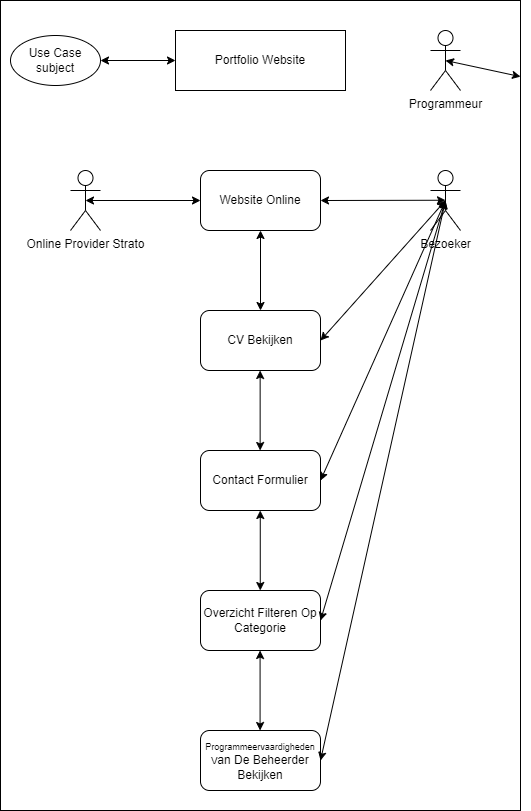 Use Case
subject
Portfolio Website
Programmeur
Online Provider Strato
Website Online
Bezoeker
CV Bekijken
Contact Formulier
Overzicht Filteren Op
Categorie
Programmeervaardigheden
van De Beheerder
Bekijken